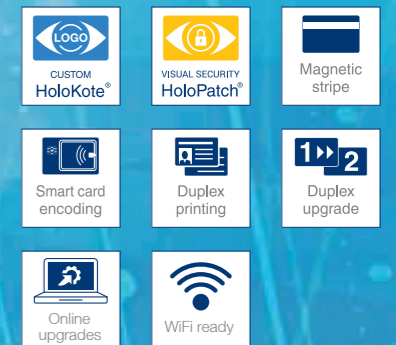 LOGO
CUSTOM
HoloKote®
VISUAL SECURITY
HoloPatch®
Magnetic
stripe
Smart card
encoding
Duplex
printing
1 2
Duplex
upgrade
Online
upgrades
WiFi ready